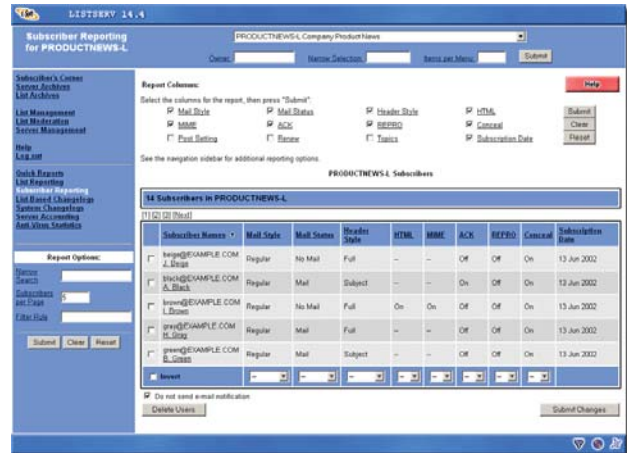 LISTSERV 14.4
Subscriber Reporting
for PRODUCTNEWS-L
PRODUCTNEWS-L Company Product News
Owner: Narrow Selection: Items per Menu: Submit
Subscriber's Corner
Server Archives
List Archives
List Management
List Moderation
Server Management
Help
Log out
Quick Reports
List Reporting
Subscriber Reporting
List Based Changelogs
System Changelogs
Server Accounting
Anti-Virus Statistics
Report Options:
Narrow
Search
Subscribers
per Page 5
Filter Rule
Submit Clear Reset
Report Columns: Help
Select the columns for the report, then press "Submit":
Mail Style Mail Status Header Style HTML Submit
MIME ACK REPRO Conceal Clear
Post Setting Renew Topics Subscription Date Reset
See the navigation sidebar for additional reporting options.
PRODUCTNEWS-L Subscribers
14 Subscribers in PRODUCTNEWS-L
[1] [2] [3] [Next]
Subscriber Names Mail Style Mail Status Header Style HTML MIME ACK REPRO Conceal Subscription Date
beige@EXAMPLE.COM
J. Beige Regular No Mail Full -- -- Off Off On 13 Jun 2002
black@EXAMPLE.COM
A. Black Regular Mail Subject -- -- On Off On 13 Jun 2002
brown@EXAMPLE.COM
I. Brown Regular No Mail Full On On Off Off On 13 Jun 2002
gray@EXAMPLE.COM
H. Gray Regular Mail Full -- -- Off Off On 13 Jun 2002
green@EXAMPLE.COM
B. Green Regular Mail Subject -- -- Off Off On 13 Jun 2002
Invert -- -- -- -- -- -- -- --
Do not send e-mail notification
Delete Users Submit Changes